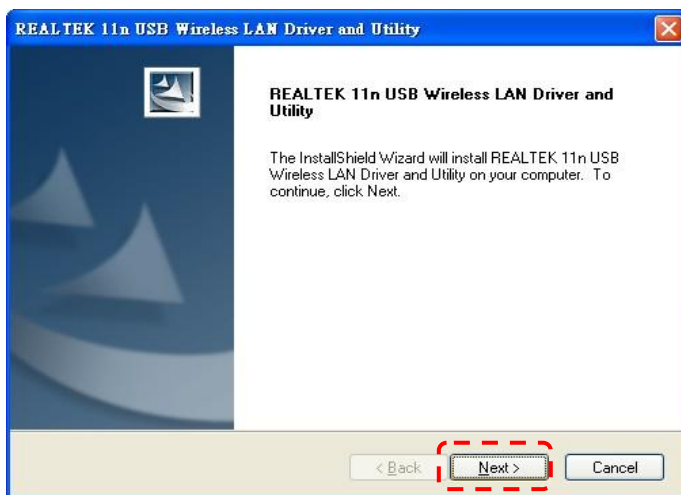 REALTEK 11n USB Wireless LAN Driver and Utility
REALTEK 11n USB Wireless LAN Driver and
Utility
The InstallShield Wizard will install REALTEK 11n USB
Wireless LAN Driver and Utility on your computer. To
continue, click Next.
< Back Next > Cancel